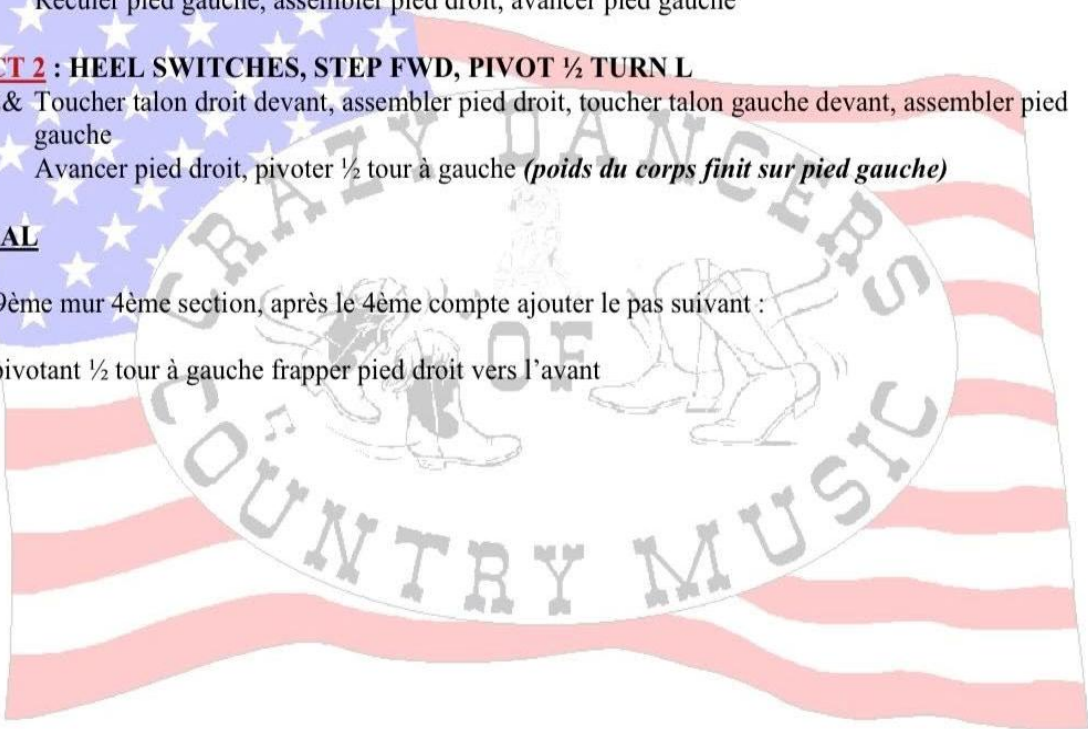 Reculer pied gauche, assembler pied droit, avancer pied gauche
CT 2 : HEEL SWITCHES, STEP FWD, PIVOT ½ TURN L
& Toucher talon droit devant, assembler pied droit, toucher talon gauche devant, assembler pied
gauche
Avancer pied droit, pivoter ½ tour à gauche (poids du corps finit sur pied gauche)
AL
9ème mur 4ème section, après le 4ème compte ajouter le pas suivant :
pivotant ½ tour à gauche frapper pied droit vers l’avant
CRAZY DANCERS
OF
COUNTRY MUSIC